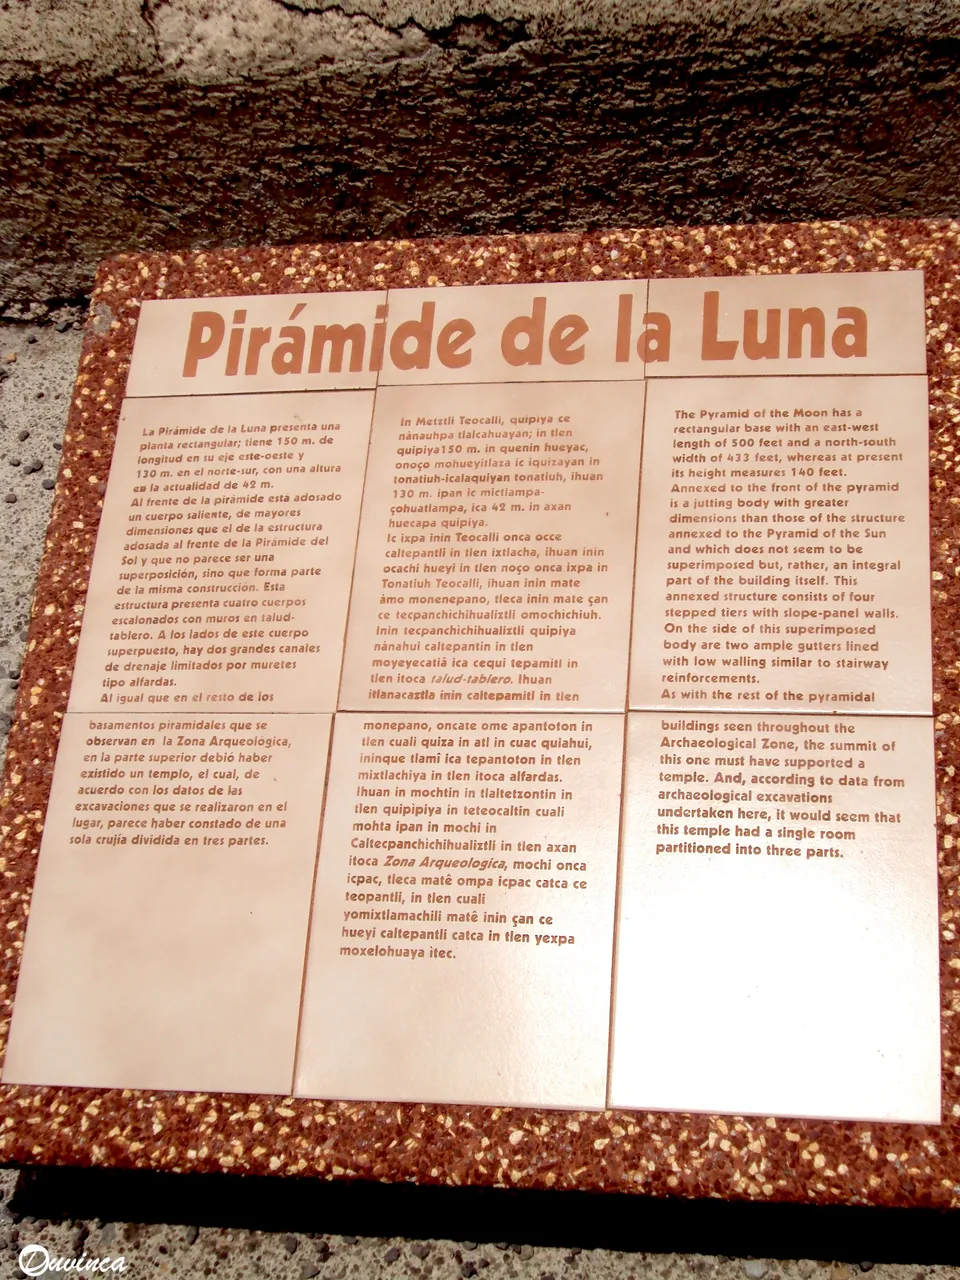 Pirámide de la Luna
La Pirámide de la Luna presenta una
planta rectangular; tiene 150 m. de
longitud en su eje este-oeste y
130 m. en el norte-sur, con una altura
en la actualidad de 42 m.
Al frente de la pirámide está adosado
un cuerpo saliente, de mayores
dimensiones que el de la estructura
adosada al frente de la Pirámide del
Sol y que no parece ser una
superposición, sino que forma parte
de la misma construcción. Esta
estructura presenta cuatro cuerpos
escalonados con muros en talud-
tablero. A los lados de este cuerpo
superpuesto, hay dos grandes canales
de drenaje limitados por muretes
tipo alfardas.
Al igual que en el resto de los
basamentos piramidales que se
observan en la Zona Arqueológica,
en la parte superior debió haber
existido un templo, el cual, de
acuerdo con los datos de las
excavaciones que se realizaron en el
lugar, parece haber constado de una
sola crujía dividida en tres partes.
In Metztli Teocalli, quipiya ce
nànauhpa tlalcahuayan; in tlen
quipiya150 m. in quenin hueyac,
onoço mohueyitlaza ic iquizayan in
tonatiuh-icalaquiyan tonatiuh, ihuan
130 m. ipan ic mictlampa-
çohuatlampa, ica 42 m. in axan
huecapa quipiya.
Ic ixpa inin Teocalli onca occe
caltepantli in tlen ixtlacha, ihuan inin
ocachi hueyi in tlen noço onca ixpa in
Tonatiuh Teocalli, ihuan inin mate
àmo monenepano, tleca inin mate çan
ce tecpanchichihualiztli omochichiuh.
Inin tecpanchichihualiztli quipiya
nànahui caltepantin in tlen
moyeyecatiâ ica cequi tepamitl in
tlen itoca talud-tablero. Ihuan
itlanacaztla inin caltepamitl in tlen
monepano, oncate ome apantoton in
tlen cuali quiza in atl in cuac quiahui,
ininque tlamî ica tepantoton in tlen
mixtlachiya in tlen itoca alfardas.
Ihuan in mochtin in tlaltetzontin in
tlen quipipiya in teteocaltin cuali
mohta ipan in mochi in
Caltecpanchichihualiztli in tlen axan
itoca Zona Arqueologica, mochi onca
icpac, tleca matê ompa icpac catca ce
teopantli, in tlen cuali
yomixtlamachili matê inin çan ce
hueyi caltepantli catca in tlen yexpa
moxelohuaya ìtec.
The Pyramid of the Moon has a
rectangular base with an east-west
length of 500 feet and a north-south
width of 433 feet, whereas at present
its height measures 140 feet.
Annexed to the front of the pyramid
is a jutting body with greater
dimensions than those of the structure
annexed to the Pyramid of the Sun
and which does not seem to be
superimposed but, rather, an integral
part of the building itself. This
annexed structure consists of four
stepped tiers with slope-panel walls.
On the side of this superimposed
body are two ample gutters lined
with low walling similar to stairway
reinforcements.
As with the rest of the pyramidal
buildings seen throughout the
Archaeological Zone, the summit of
this one must have supported a
temple. And, according to data from
archaeological excavations
undertaken here, it would seem that
this temple had a single room
partitioned into three parts.
Duvinca